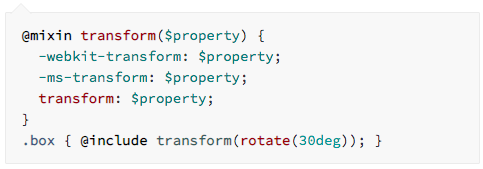 @mixin transform($property) {
  -webkit-transform: $property;
  -ms-transform: $property;
  transform: $property;
}
.box { @include transform(rotate(30deg)); }